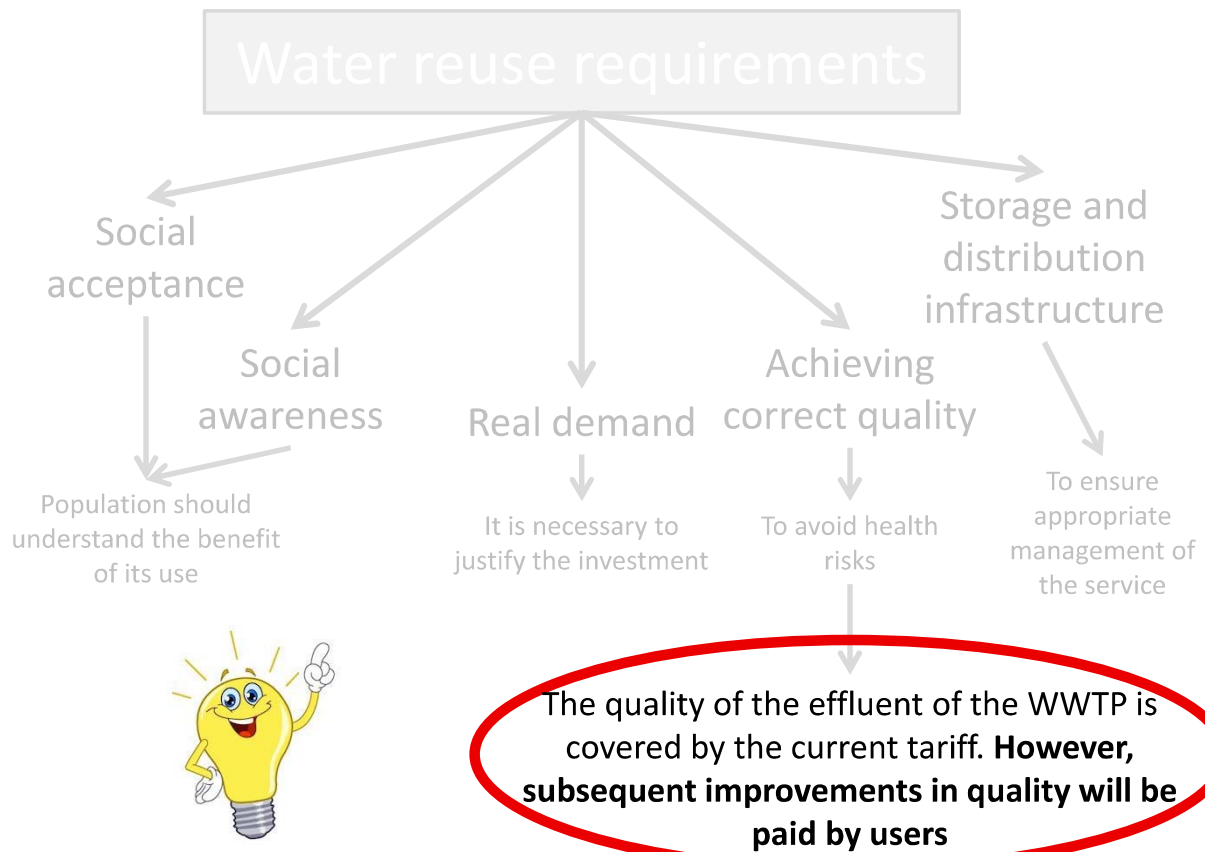 Water reuse requirements
Social
acceptance
Social
awareness
Population should
understand the benefit
of its use
Real demand
It is necessary to
justify the investment
Achieving
correct quality
To avoid health
risks
The quality of the effluent of the WWTP is
covered by the current tariff. However,
subsequent improvements in quality will be
paid by users
Storage and
distribution
infrastructure
To ensure
appropriate
management of
the service